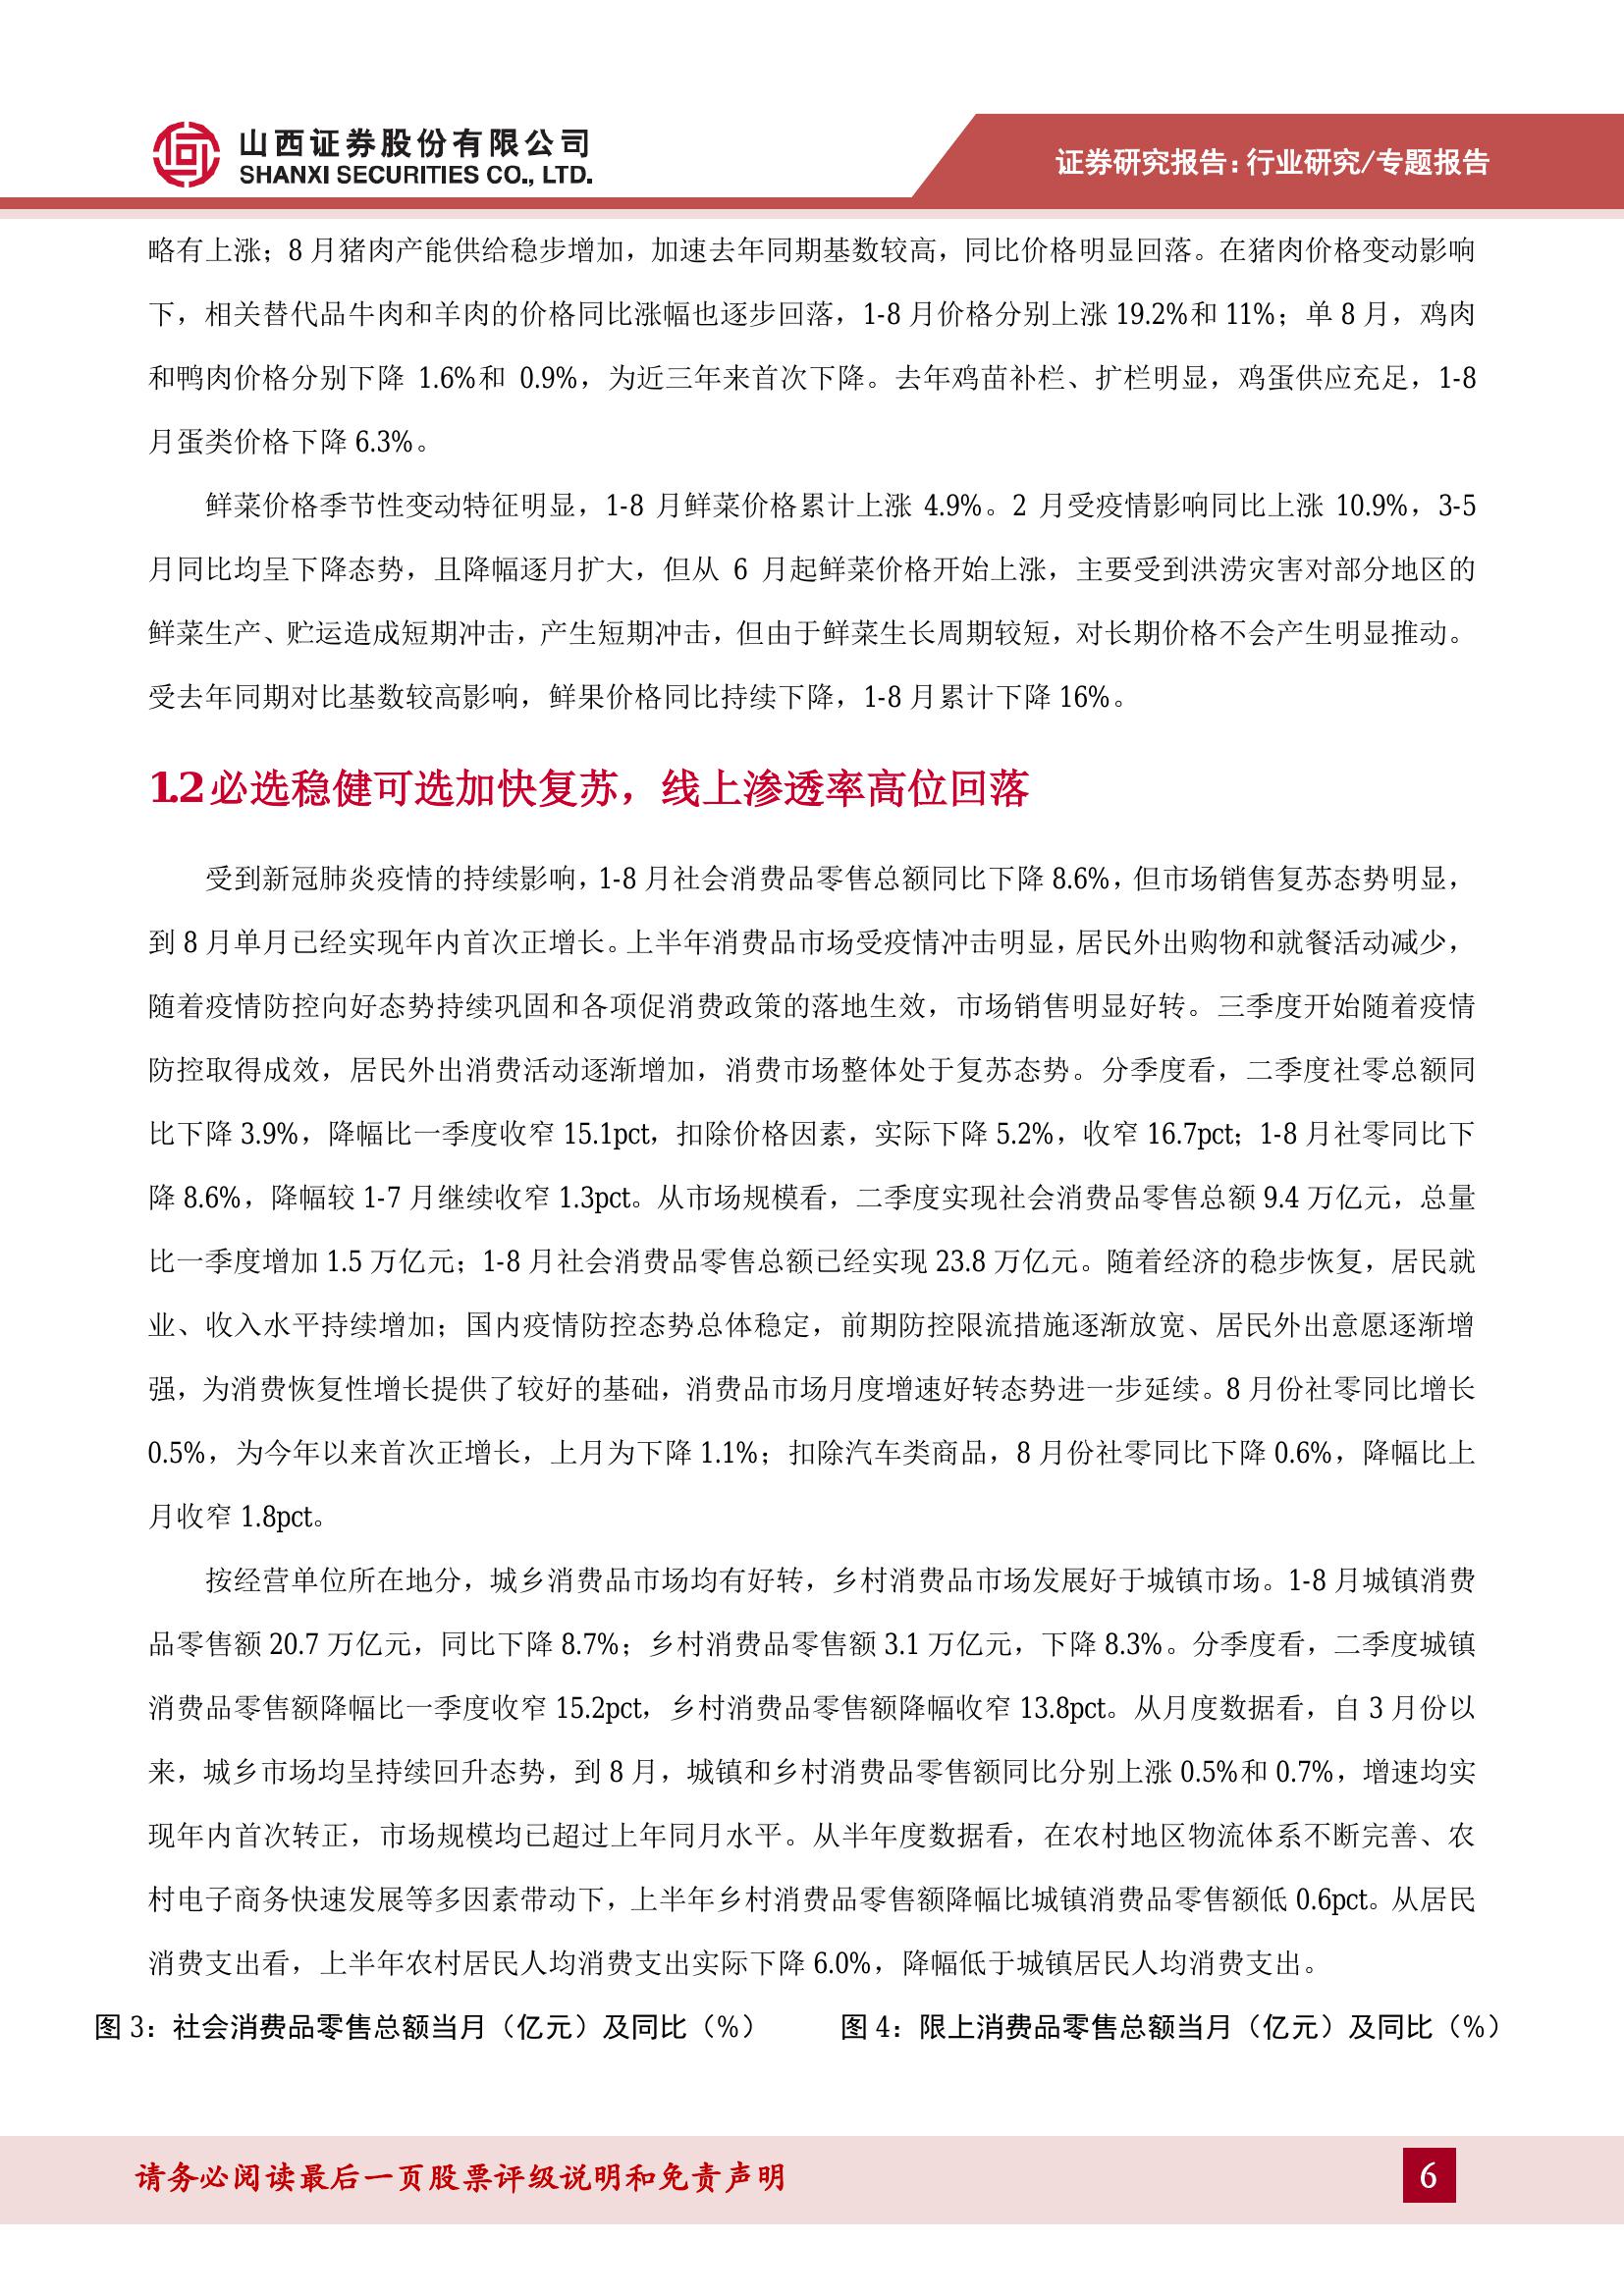 山西证券股份有限公司
SHANXI SECURITIES CO., LTD.
证券研究报告：行业研究/专题报告
略有上涨；8 月猪肉产能供给稳步增加，加速去年同期基数较高，同比价格明显回落。在猪肉价格变动影响
下，相关替代品牛肉和羊肉的价格同比涨幅也逐步回落，1-8 月价格分别上涨 19.2%和 11%；单 8 月，鸡肉
和鸭肉价格分别下降 1.6%和 0.9%，为近三年来首次下降。去年鸡苗补栏、扩栏明显，鸡蛋供应充足，1-8
月蛋类价格下降 6.3%。
鲜菜价格季节性变动特征明显，1-8 月鲜菜价格累计上涨 4.9%。2 月受疫情影响同比上涨 10.9%，3-5
月同比均呈下降态势，且降幅逐月扩大，但从 6 月起鲜菜价格开始上涨，主要受到洪涝灾害对部分地区的
鲜菜生产、贮运造成短期冲击，产生短期冲击，但由于鲜菜生长周期较短，对长期价格不会产生明显推动。
受去年同期对比基数较高影响，鲜果价格同比持续下降，1-8 月累计下降 16%。
1.2 必选稳健可选加快复苏，线上渗透率高位回落
受到新冠肺炎疫情的持续影响，1-8 月社会消费品零售总额同比下降 8.6%，但市场销售复苏态势明显，
到 8 月单月已经实现年内首次正增长。上半年消费品市场受疫情冲击明显，居民外出购物和就餐活动减少，
随着疫情防控向好态势持续巩固和各项促消费政策的落地生效，市场销售明显好转。三季度开始随着疫情
防控取得成效，居民外出消费活动逐渐增加，消费市场整体处于复苏态势。分季度看，二季度社零总额同
比下降 3.9%，降幅比一季度收窄 15.1pct，扣除价格因素，实际下降 5.2%，收窄 16.7pct；1-8 月社零同比下
降 8.6%，降幅较 1-7 月继续收窄 1.3pct。从市场规模看，二季度实现社会消费品零售总额 9.4 万亿元，总量
比一季度增加 1.5 万亿元；1-8 月社会消费品零售总额已经实现 23.8 万亿元。随着经济的稳步恢复，居民就
业、收入水平持续增加；国内疫情防控态势总体稳定，前期防控限流措施逐渐放宽、居民外出意愿逐渐增
强，为消费恢复性增长提供了较好的基础，消费品市场月度增速好转态势进一步延续。8 月份社零同比增长
0.5%，为今年以来首次正增长，上月为下降 1.1%；扣除汽车类商品，8 月份社零同比下降 0.6%，降幅比上
月收窄 1.8pct。
按经营单位所在地分，城乡消费品市场均有好转，乡村消费品市场发展好于城镇市场。1-8 月城镇消费
品零售额 20.7 万亿元，同比下降 8.7%；乡村消费品零售额 3.1 万亿元，下降 8.3%。分季度看，二季度城镇
消费品零售额降幅比一季度收窄 15.2pct，乡村消费品零售额降幅收窄 13.8pct。从月度数据看，自 3 月份以
来，城乡市场均呈持续回升态势，到 8 月，城镇和乡村消费品零售额同比分别上涨 0.5%和 0.7%，增速均实
现年内首次转正，市场规模均已超过上年同月水平。从半年度数据看，在农村地区物流体系不断完善、农
村电子商务快速发展等多因素带动下，上半年乡村消费品零售额降幅比城镇消费品零售额低 0.6pct。从居民
消费支出看，上半年农村居民人均消费支出实际下降 6.0%，降幅低于城镇居民人均消费支出。
图 3：社会消费品零售总额当月（亿元）及同比（%）
图 4：限上消费品零售总额当月（亿元）及同比（%）
请务必阅读最后一页股票评级说明和免责声明
6